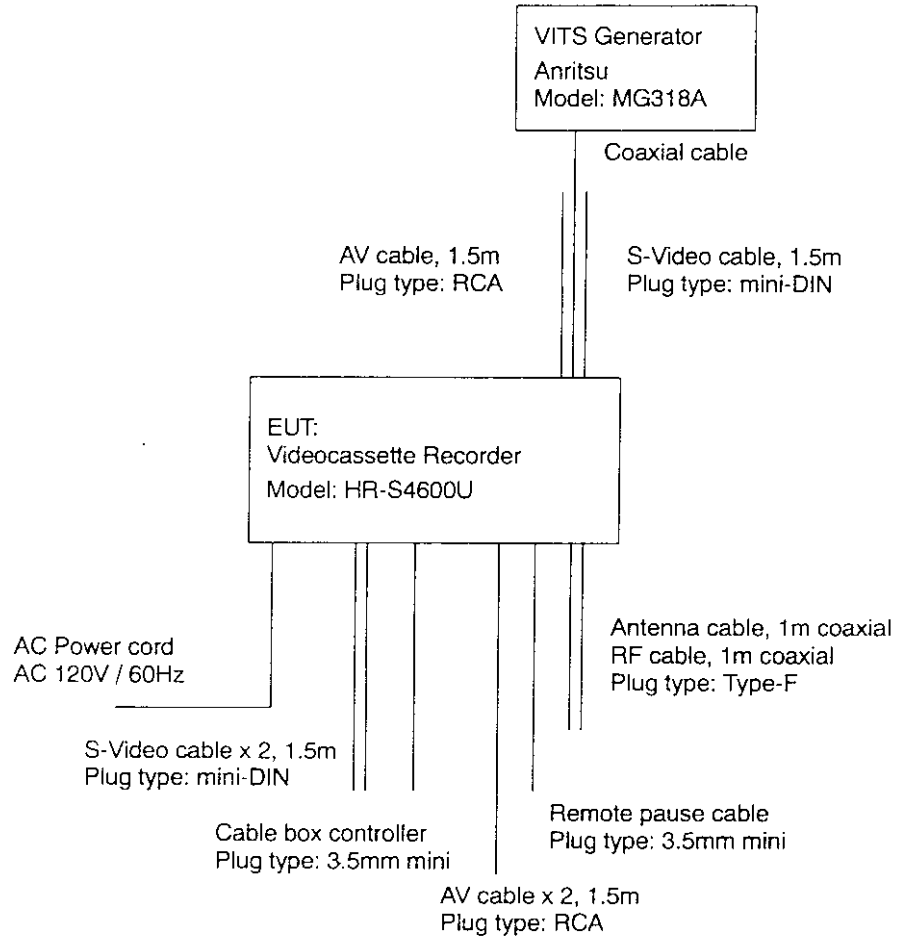 VITS Generator
Anritsu
Model: MG318A
Coaxial cable
AV cable, 1.5m
Plug type: RCA
S-Video cable, 1.5m
Plug type: mini-DIN
EUT:
Videocassette Recorder
Model: HR-S4600U
AC Power cord
AC 120V / 60Hz
Antenna cable, 1m coaxial
RF cable, 1m coaxial
Plug type: Type-F
S-Video cable x 2, 1.5m
Plug type: mini-DIN
Cable box controller
Plug type: 3.5mm mini
Remote pause cable
Plug type: 3.5mm mini
AV cable x 2, 1.5m
Plug type: RCA